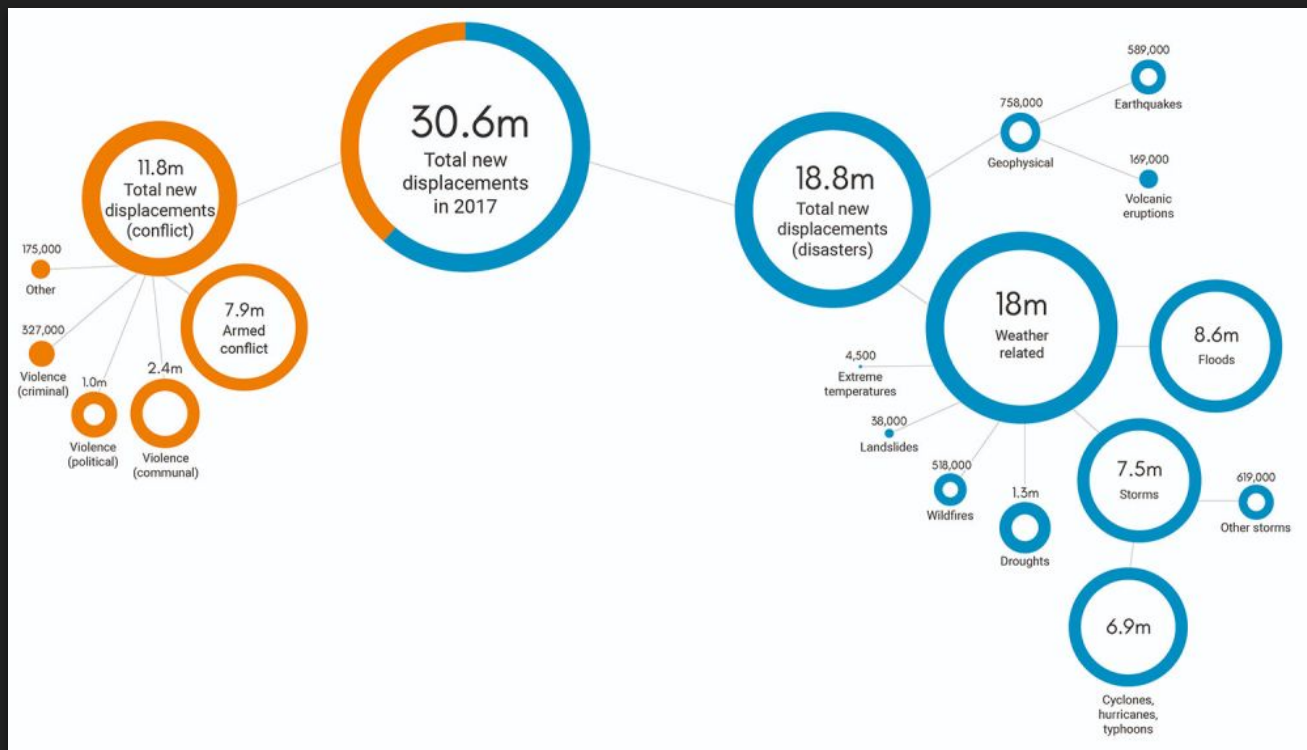 30.6m
Total new
displacements
in 2017
11.8m
Total new
displacements
(conflict)
175,000
Other
327,000
Violence
(criminal)
1.0m
Violence
(political)
2.4m
Violence
(communal)
7.9m
Armed
conflict
18.8m
Total new
displacements
(disasters)
758,000
Geophysical
589,000
Earthquakes
169,000
Volcanic
eruptions
18m
Weather
related
8.6m
Floods
4,500
Extreme
temperatures
38,000
Landslides
518,000
Wildfires
1.3m
Droughts
7.5m
Storms
619,000
Other storms
6.9m
Cyclones,
hurricanes,
typhoons